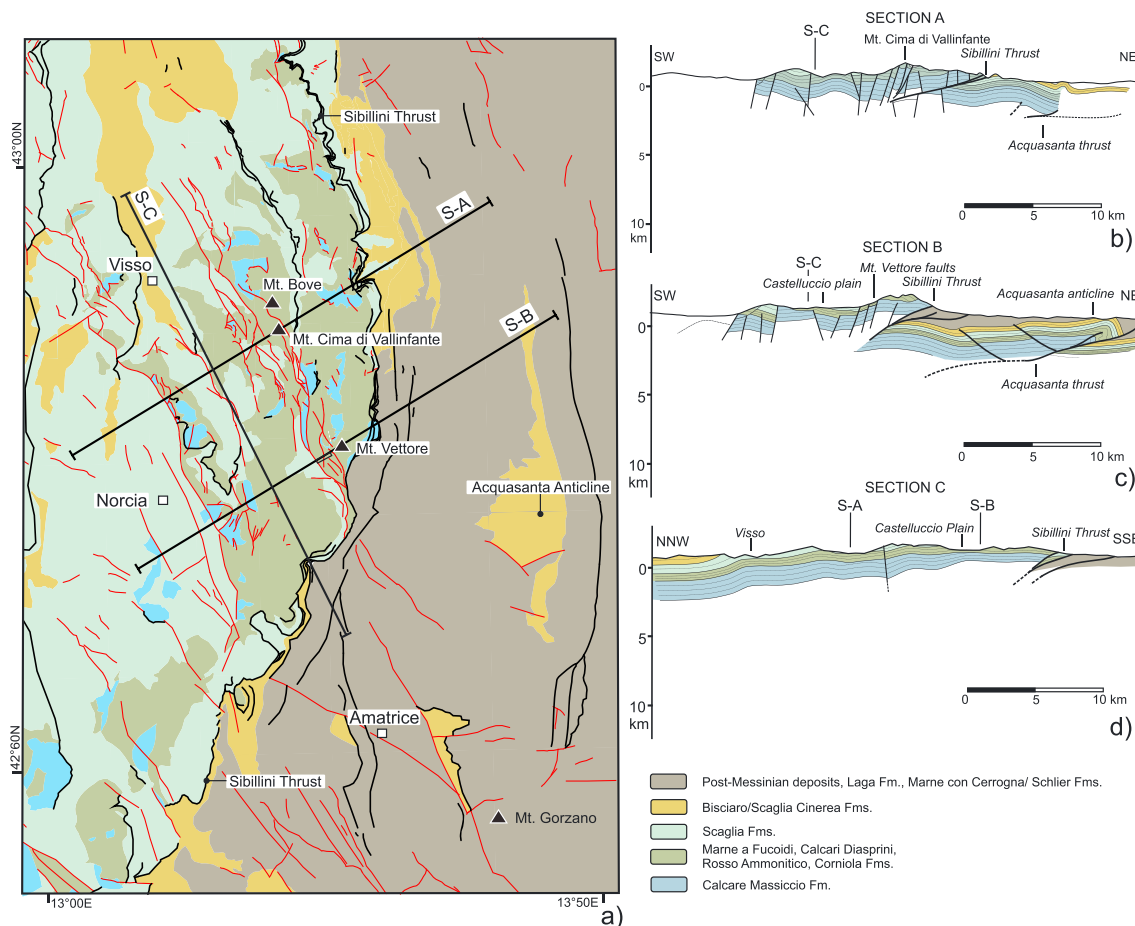 43°00N
42°60N
13°00E
13°50E
a)
Sibillini Thrust
S-C
S-A
Visso
Mt. Bove
S-B
Mt. Cima di Vallinfante
Mt. Vettore
Norcia
Acquasanta Anticline
Amatrice
Sibillini Thrust
Mt. Gorzano
SECTION A
S-C
Mt. Cima di Vallinfante
SW
Sibillini Thrust
NE
0
5
10
km
Acquasanta thrust
0
5
10 km
b)
SECTION B
S-C
Mt. Vettore faults
Castelluccio plain
Sibillini Thrust
SW
Acquasanta anticline
NE
0
5
10
km
Acquasanta thrust
0
5
10 km
c)
SECTION C
S-A
S-B
NNW
Visso
Castelluccio Plain
Sibillini Thrust
SSE
0
5
10
km
0
5
10 km
d)
Post-Messinian deposits, Laga Fm., Marne con Cerrogna/ Schlier Fms.
Bisciaro/Scaglia Cinerea Fms.
Scaglia Fms.
Marne a Fucoidi, Calcari Diasprini,
Rosso Ammonitico, Corniola Fms.
Calcare Massiccio Fm.